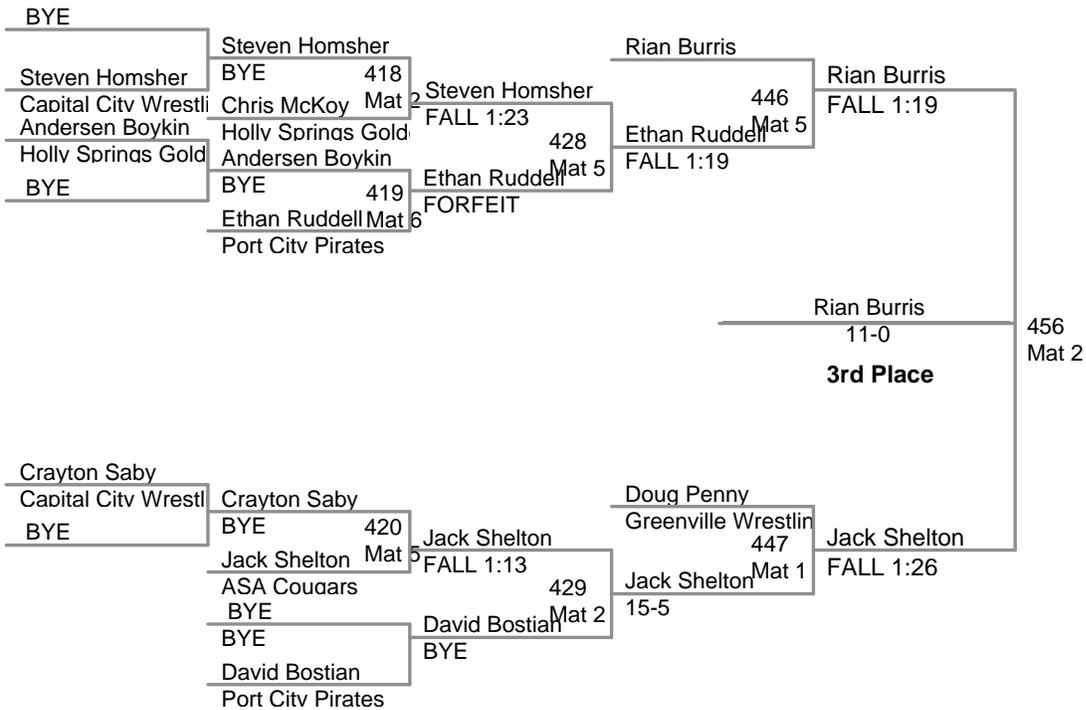 BYE
Steven Homsher
Capital City Wrestli
Andersen Boykin
Holly Springs Gold
BYE
Steven Homsher
BYE
418
Mat 2
Chris McKoy
Holly Springs Gold
Andersen Boykin
BYE
419
Mat 6
Ethan Ruddell
Port City Pirates
Steven Homsher
FALL 1:23
428
Mat 5
Ethan Ruddell
FORFEIT
Rian Burris
446
Mat 5
Ethan Ruddell
FALL 1:19
Rian Burris
FALL 1:19
Rian Burris
11-0
3rd Place
456
Mat 2
Crayton Saby
Capital City Wrestl
BYE
Crayton Saby
BYE
420
Mat 5
Jack Shelton
ASA Cougars
BYE
BYE
David Bostian
Port City Pirates
Jack Shelton
FALL 1:13
429
Mat 2
David Bostian
BYE
Doug Penny
Greenville Wrestlin
447
Mat 1
Jack Shelton
15-5
Jack Shelton
FALL 1:26